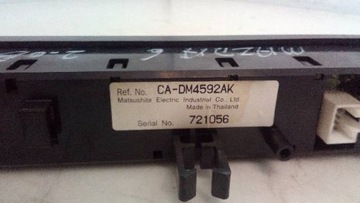 MAZDA 6
Ref. No. CA-DM4592AK
Matsushita Electric Industrial Co., Ltd.
Made in Thailand
Serial No. 721056